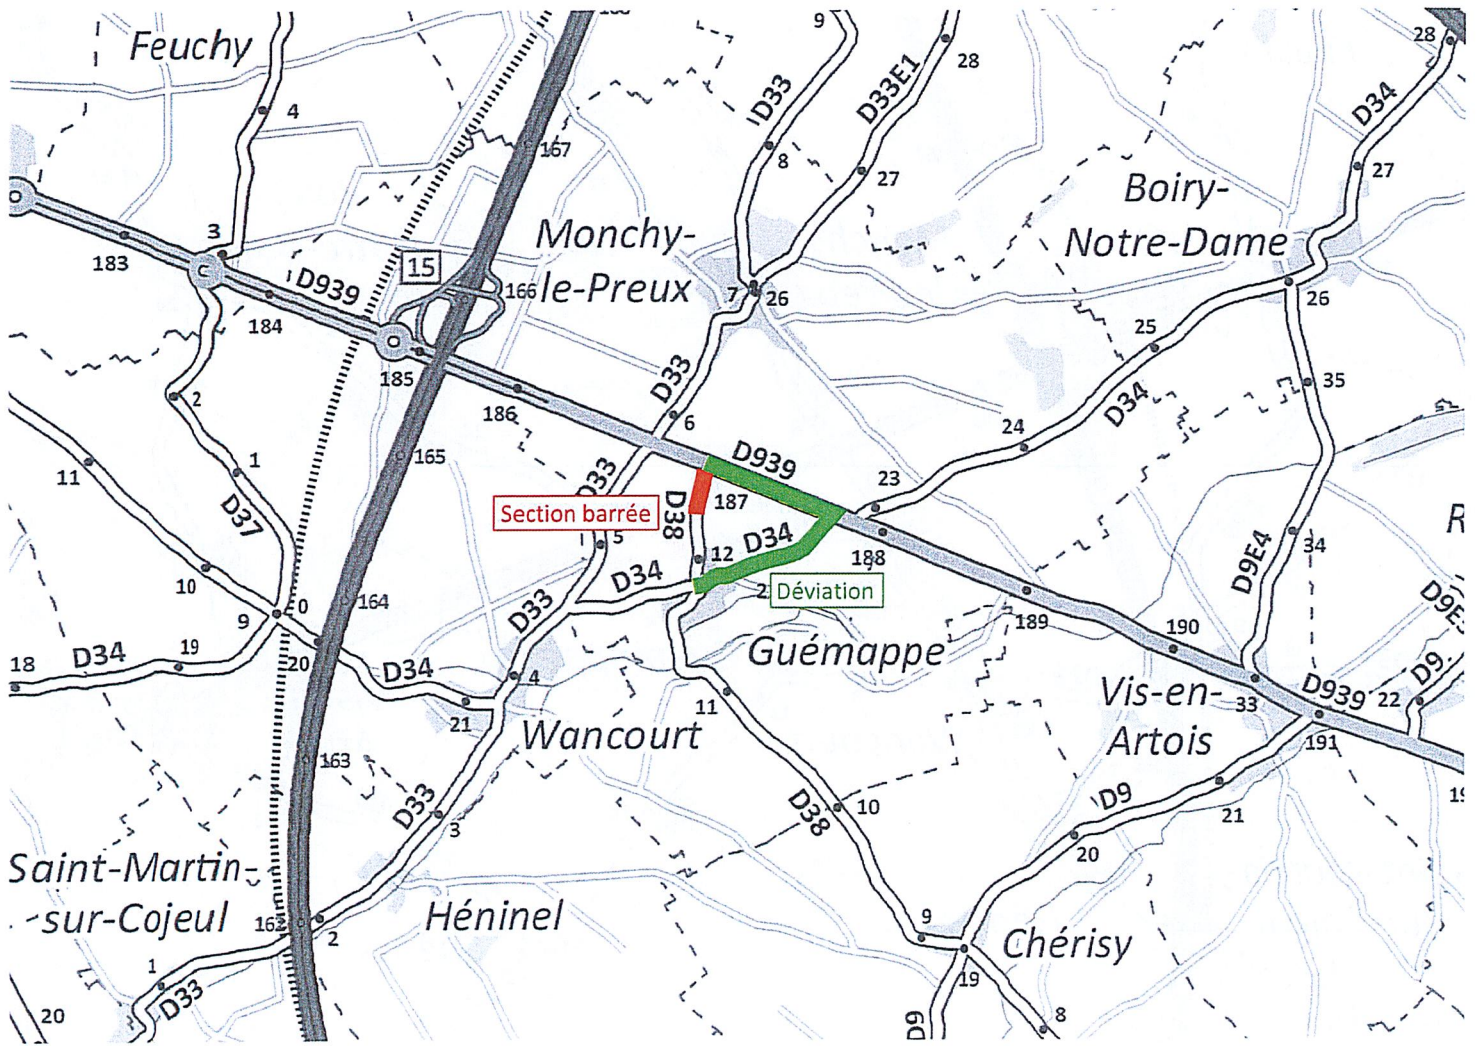 Feuchy
4
9
D33
D33E1
28
28
D34
167
8
27
27
Boiry-
Notre-Dame
3
183
D939
184
15
166
Monchy-
le-Preux
7
26
26
25
185
186
D33
6
D34
24
35
2
1
11
D37
165
D33
D939
23
Section barrée
187
D38
5
12
D34
188
D9E4
34
R
10
164
D34
Déviation
9
0
D33
189
190
18
D34
19
20
D34
21
4
Guémappe
11
Wancourt
Vis-en-
Artois
33
D939
22
D9
191
163
D33
3
D38
10
D9
21
20
Saint-Martin-
sur-Cojeul
2
Héninel
9
Chérisy
19
8
1
D33
20
D9